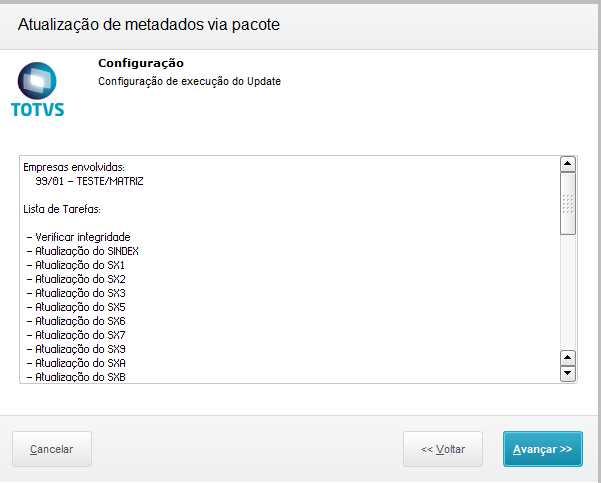 Atualização de metadados via pacote
Configuração
Configuração de execução do Update
TOTVS
Empresas envolvidas:
99/01 - TESTE/MATRIZ
Lista de Tarefas:
- Verificar integridade
- Atualização do SINDEX
- Atualização do SX1
- Atualização do SX2
- Atualização do SX3
- Atualização do SX5
- Atualização do SX6
- Atualização do SX7
- Atualização do SX9
- Atualização do SXA
- Atualização do SXB
Cancelar
<< Voltar
Avançar >>